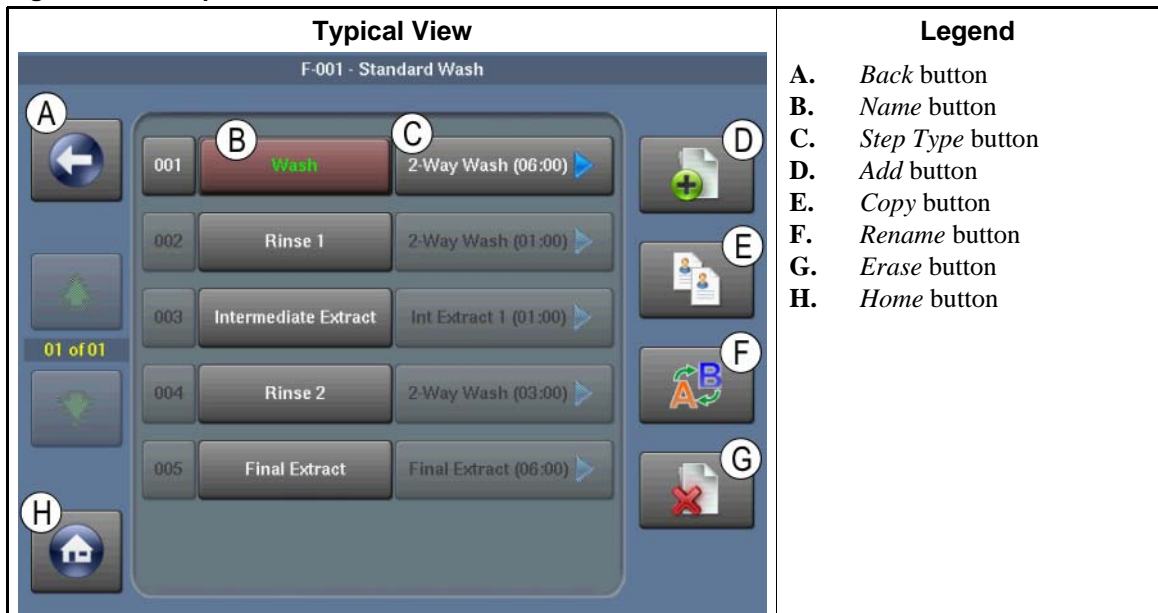 Typical View
Legend
F-001 - Standard Wash
A
B
C
D
001
Wash
2-Way Wash (06:00)
002
Rinse 1
2-Way Wash (01:00)
E
003
Intermediate Extract
Int Extract 1 (01:00)
01 of 01
F
A B
004
Rinse 2
2-Way Wash (03:00)
005
Final Extract
Final Extract (06:00)
G
H
A. Back button
B. Name button
C. Step Type button
D. Add button
E. Copy button
F. Rename button
G. Erase button
H. Home button